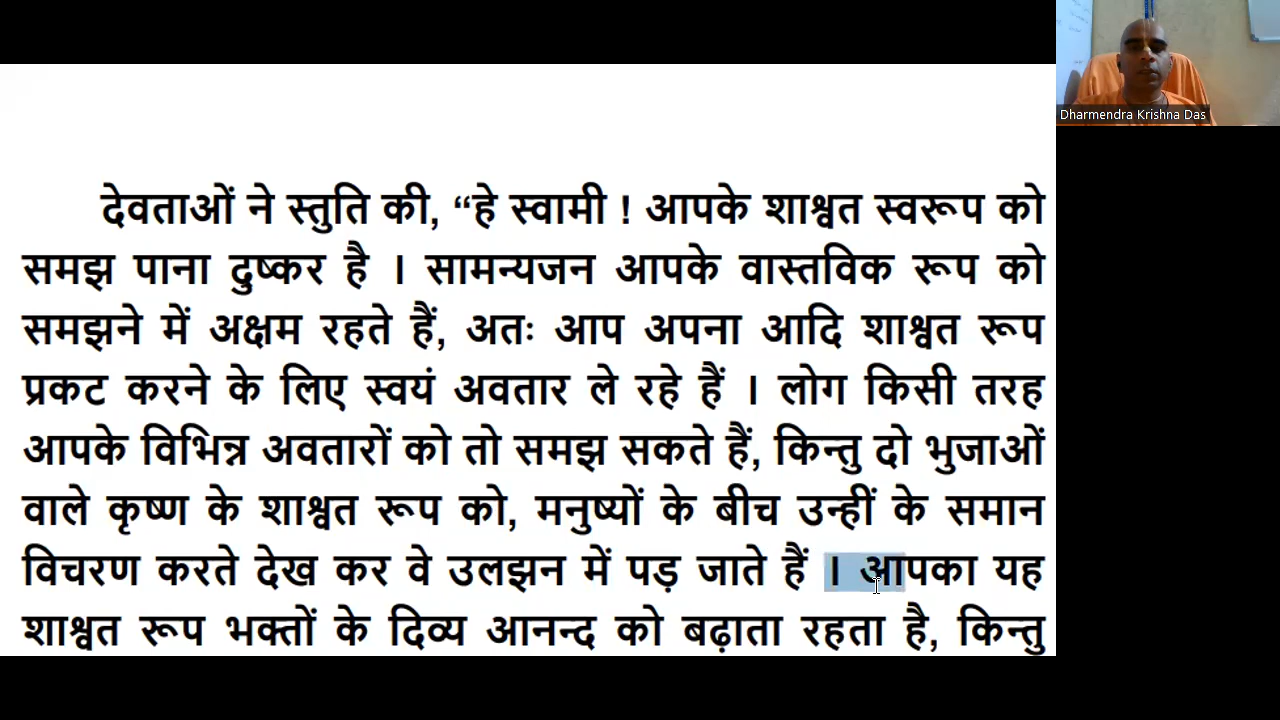 देवताओं ने स्तुति की, “हे स्वामी ! आपके शाश्वत स्वरूप को
समझ पाना दुष्कर है । सामन्यजन आपके वास्तविक रूप को
समझने में अक्षम रहते हैं, अतः आप अपना आदि शाश्वत रूप
प्रकट करने के लिए स्वयं अवतार ले रहे हैं । लोग किसी तरह
आपके विभिन्न अवतारों को तो समझ सकते हैं, किन्तु दो भुजाओं
वाले कृष्ण के शाश्वत रूप को, मनुष्यों के बीच उन्हीं के समान
विचरण करते देख कर वे उलझन में पड़ जाते हैं । आपका यह
शाश्वत रूप भक्तों के दिव्य आनन्द को बढ़ाता रहता है, किन्तु
Dharmendra Krishna Das